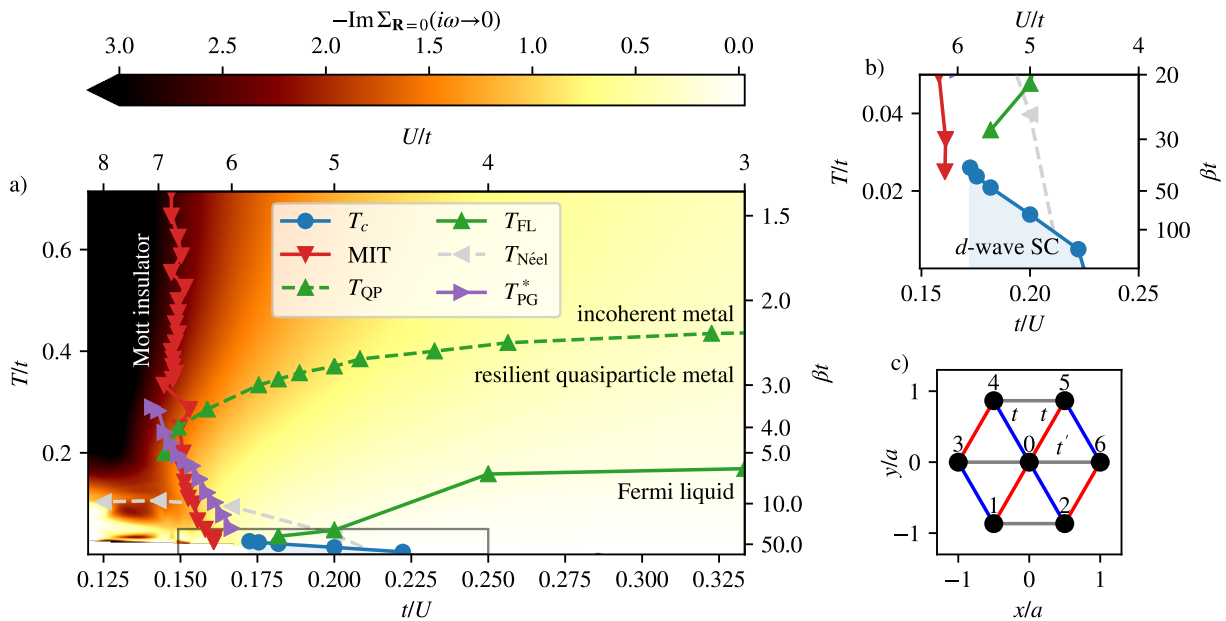 −Im Σ_{R=0}(iω→0)
3.0 2.5 2.0 1.5 1.0 0.5 0.0
U/t
8 7 6 5 4 3
a)
T/t
0.6
0.4
0.2
Mott insulator
T_c
MIT
T_QP
T_FL
T_Néel
T*_PG
incoherent metal
resilient quasiparticle metal
Fermi liquid
1.5
2.0
3.0
4.0
5.0
10.0
50.0
βt
0.125 0.150 0.175 0.200 0.225 0.250 0.275 0.300 0.325
t/U
U/t
b)
6 5 4
T/t
0.04
0.02
20
30
50
100
βt
d-wave SC
0.15 0.20 0.25
t/U
c)
y/a
1
0
−1
4 5
t t
3 0 t′ 6
1 2
−1 0 1
x/a